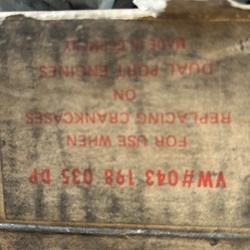 VW#043 198 035 DP
FOR USE WHEN
REPLACING CRANKCASES
ON
DUAL PORT ENGINES
MADE IN GERMANY